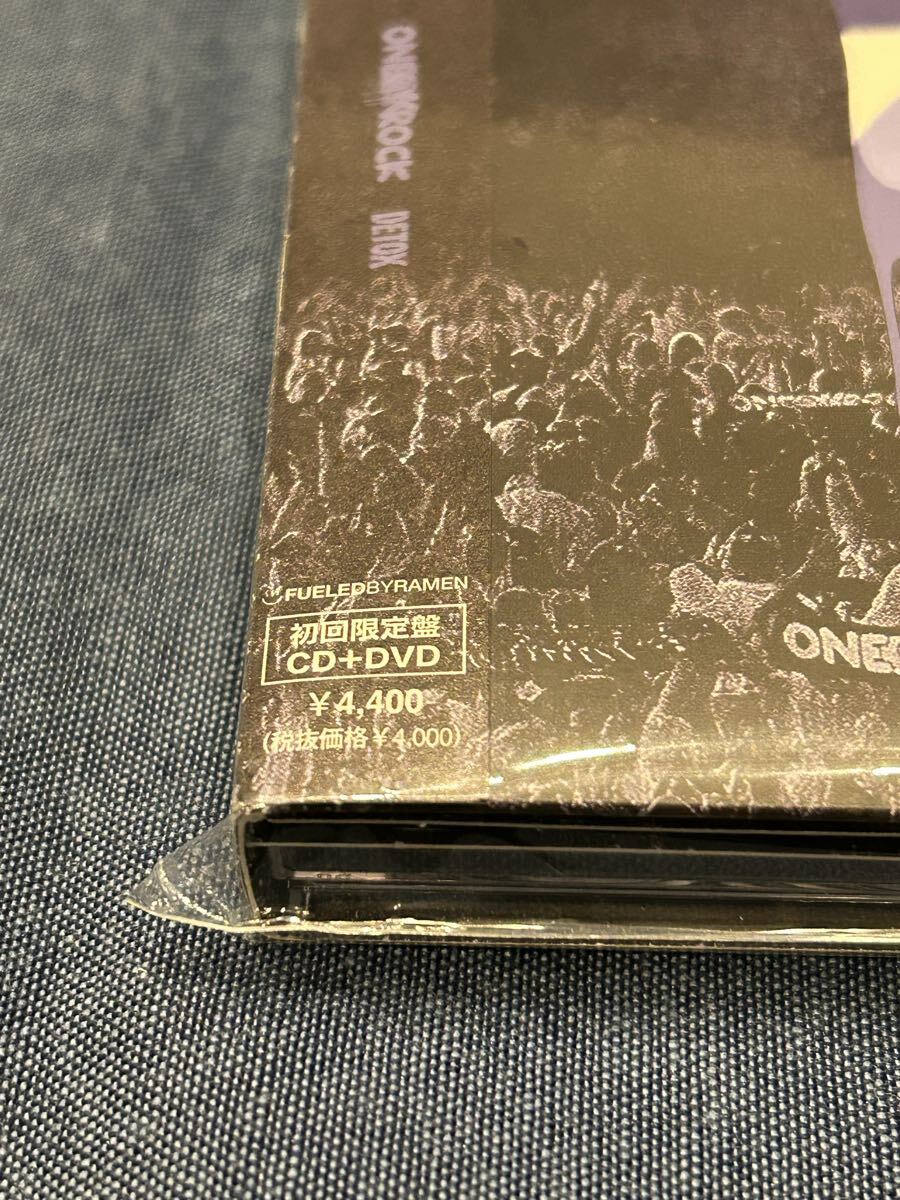 ONE OK ROCK
DETOX
FUELEDBYRAMEN
初回限定盤
CD+DVD
￥4,400
(税抜価格￥4,000)